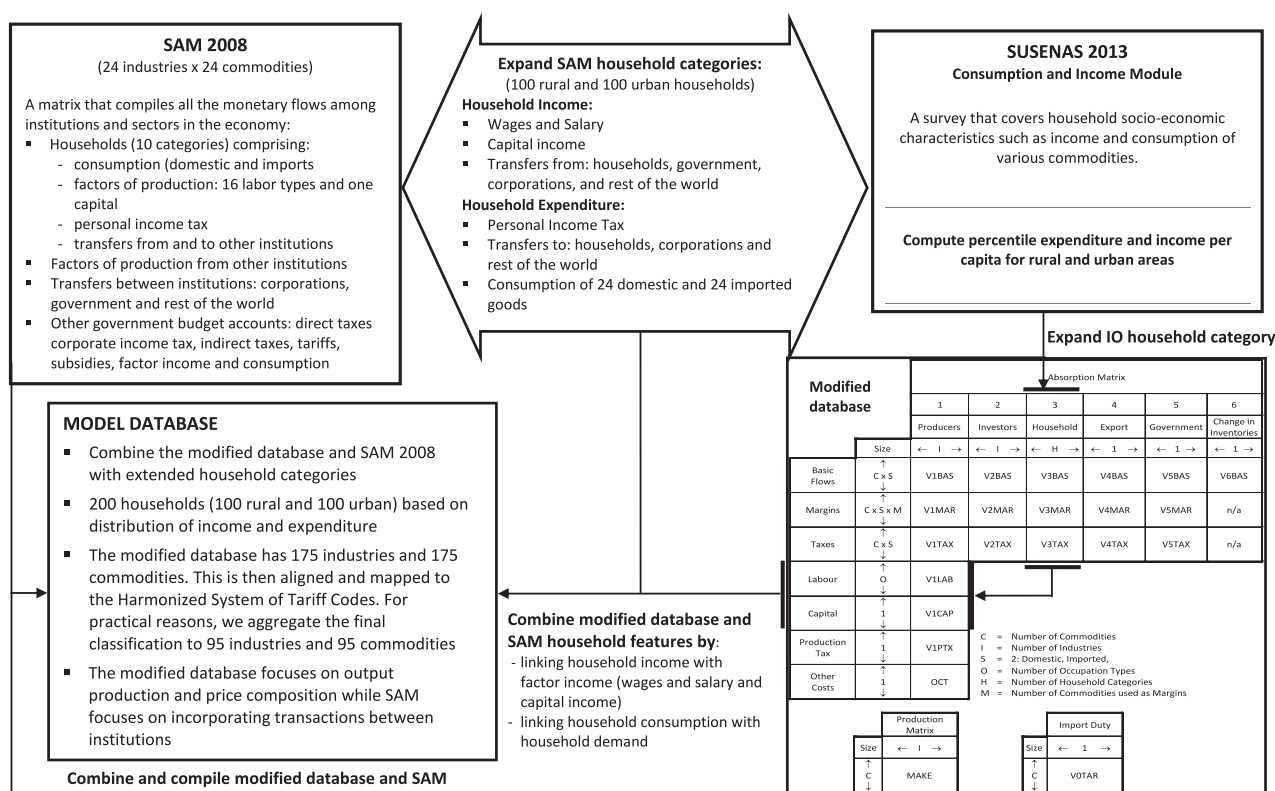 SAM 2008
(24 industries x 24 commodities)
A matrix that compiles all the monetary flows among
institutions and sectors in the economy:
▪ Households (10 categories) comprising:
- consumption (domestic and imports
- factors of production: 16 labor types and one
capital
- personal income tax
- transfers from and to other institutions
▪ Factors of production from other institutions
▪ Transfers between institutions: corporations,
government and rest of the world
▪ Other government budget accounts: direct taxes
corporate income tax, indirect taxes, tariffs,
subsidies, factor income and consumption
Expand SAM household categories:
(100 rural and 100 urban households)
Household Income:
▪ Wages and Salary
▪ Capital income
▪ Transfers from: households, government,
corporations, and rest of the world
Household Expenditure:
▪ Personal Income Tax
▪ Transfers to: households, corporations and
rest of the world
▪ Consumption of 24 domestic and 24 imported
goods
SUSENAS 2013
Consumption and Income Module
A survey that covers household socio-economic
characteristics such as income and consumption of
various commodities.
Compute percentile expenditure and income per
capita for rural and urban areas
Expand IO household category
MODEL DATABASE
▪ Combine the modified database and SAM 2008
with extended household categories
▪ 200 households (100 rural and 100 urban) based on
distribution of income and expenditure
▪ The modified database has 175 industries and 175
commodities. This is then aligned and mapped to
the Harmonized System of Tariff Codes. For
practical reasons, we aggregate the final
classification to 95 industries and 95 commodities
▪ The modified database focuses on output
production and price composition while SAM
focuses on incorporating transactions between
institutions
Combine and compile modified database and SAM
Combine modified database and
SAM household features by:
- linking household income with
factor income (wages and salary and
capital income)
- linking household consumption with
household demand
Modified
database
Absorption Matrix
1 2 3 4 5 6
Producers Investors Household Export Government Change in
Inventories
Size ← I → ← I → ← H → ← 1 → ← 1 → ← 1 →
Basic
Flows
↑
C x S
↓
V1BAS V2BAS V3BAS V4BAS V5BAS V6BAS
Margins
↑
C x S x M
↓
V1MAR V2MAR V3MAR V4MAR V5MAR n/a
Taxes
↑
C x S
↓
V1TAX V2TAX V3TAX V4TAX V5TAX n/a
Labour
↑
O
↓
V1LAB
Capital
↑
1
↓
V1CAP
Production
Tax
↑
1
↓
V1PTX
Other
Costs
↑
1
↓
OCT
C = Number of Commodities
I = Number of Industries
S = 2: Domestic, Imported,
O = Number of Occupation Types
H = Number of Household Categories
M = Number of Commodities used as Margins
Production
Matrix
Size ← I →
↑
C
↓
MAKE
Import Duty
Size ← 1 →
↑
C
↓
V0TAR